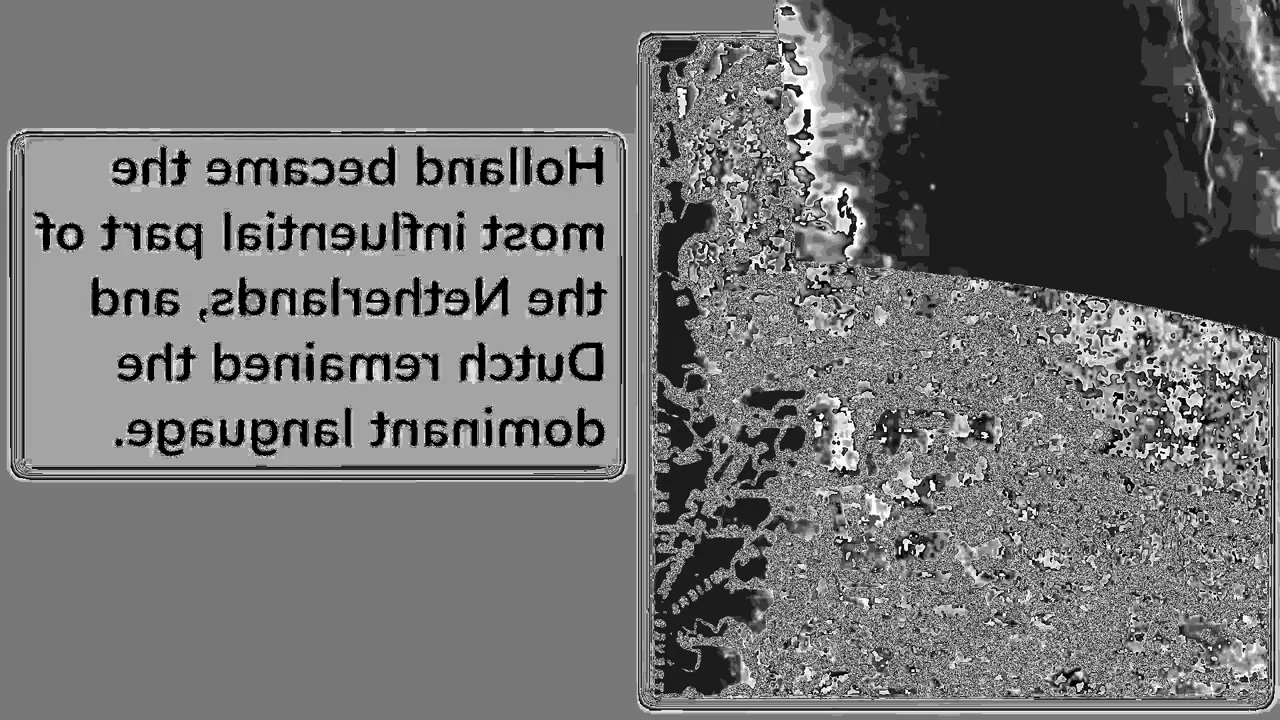 Holland became the
most influential part of
the Netherlands, and
Dutch remained the
dominant language.